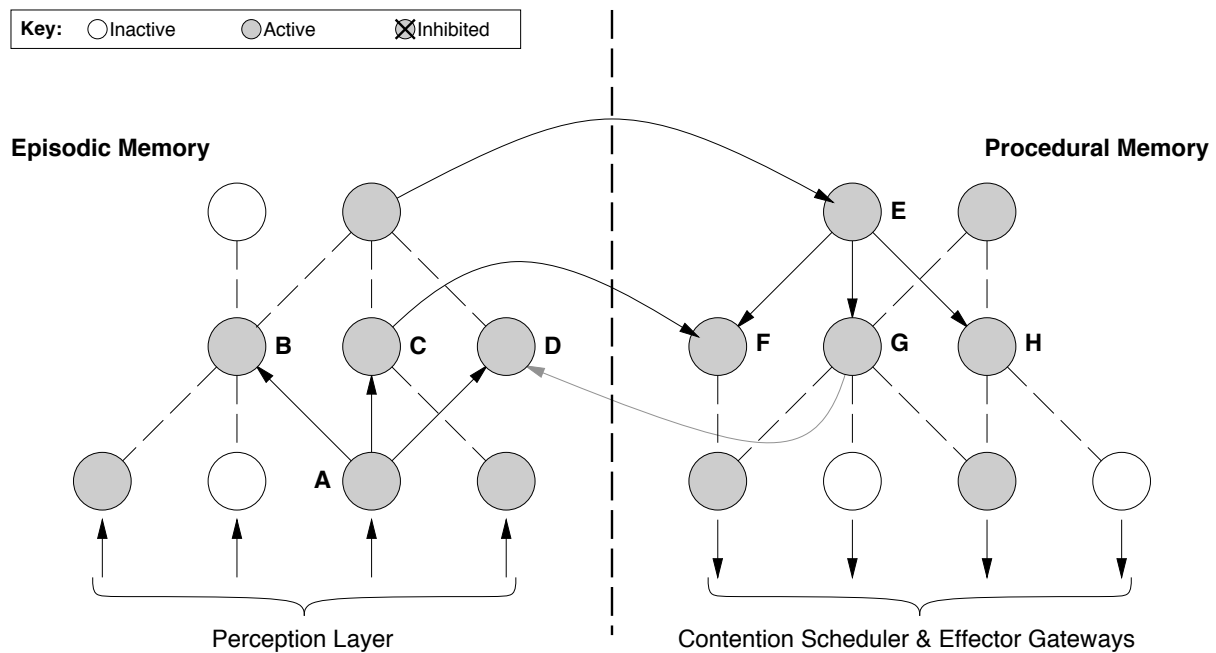 Key: Inactive Active Inhibited
Episodic Memory
Procedural Memory
E
B C D F G H
A
Perception Layer
Contention Scheduler & Effector Gateways